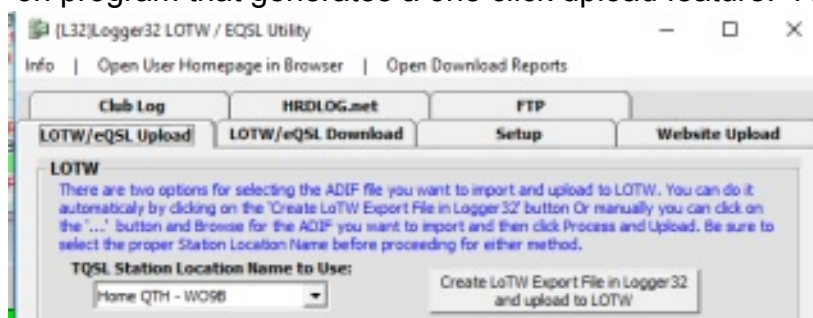 on program that generates a one click upload feature.
[L32]Logger32 LOTW / EQSL Utility
Info | Open User Homepage in Browser | Open Download Reports
Club Log HRDLOG.net FTP
LOTW/eQSL Upload LOTW/eQSL Download Setup Website Upload
LOTW
There are two options for selecting the ADIF file you want to import and upload to LOTW. You can do it
automaticaly by clicking on the 'Create LoTW Export File in Logger32' button Or manually you can click on
the '...' button and Browse for the ADIF you want to import and then click Process and Upload. Be sure to
select the proper Station Location Name before proceeding for either method.
TQSL Station Location Name to Use:
Home QTH - WO9B
Create LoTW Export File in Logger32
and upload to LOTW